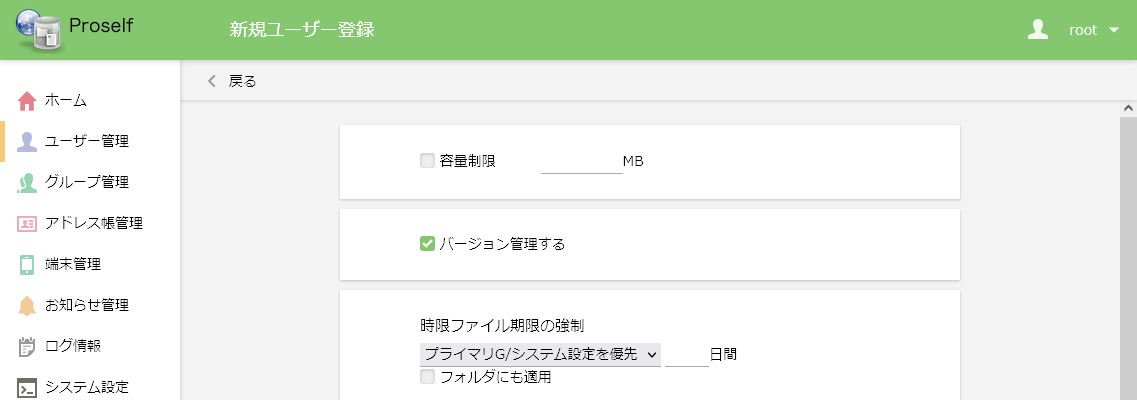 Proself
新規ユーザー登録
root
戻る
ホーム
ユーザー管理
グループ管理
アドレス帳管理
端末管理
お知らせ管理
ログ情報
システム設定
容量制限 MB
バージョン管理する
時限ファイル期限の強制
プライマリG/システム設定を優先 日間
フォルダにも適用